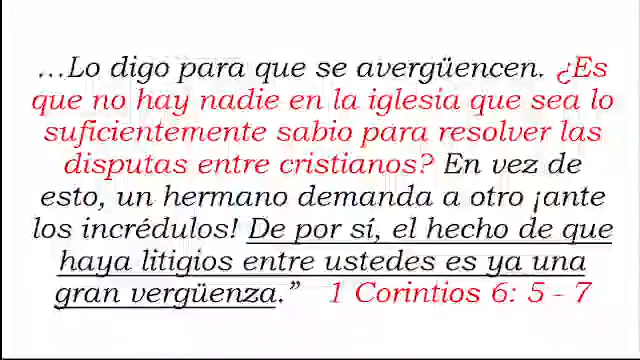 ...Lo digo para que se avergüencen. ¿Es
que no hay nadie en la iglesia que sea lo
suficientemente sabio para resolver las
disputas entre cristianos? En vez de
esto, un hermano demanda a otro ¡ante
los incrédulos! De por sí, el hecho de que
haya litigios entre ustedes es ya una
gran vergüenza.” 1 Corintios 6: 5 - 7